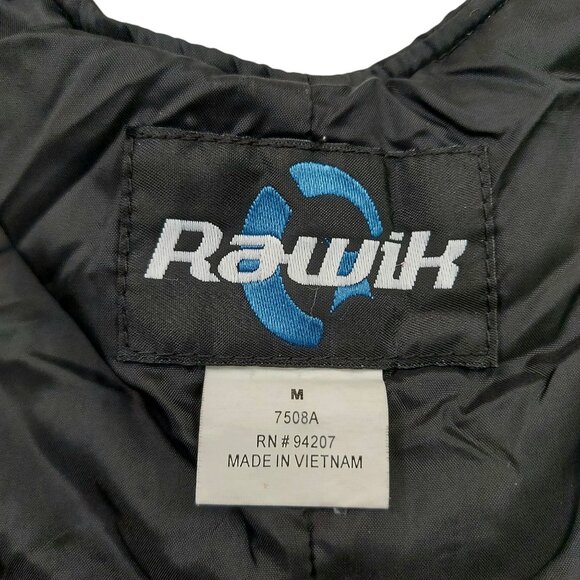 Rawik
M
7508A
RN # 94207
MADE IN VIETNAM